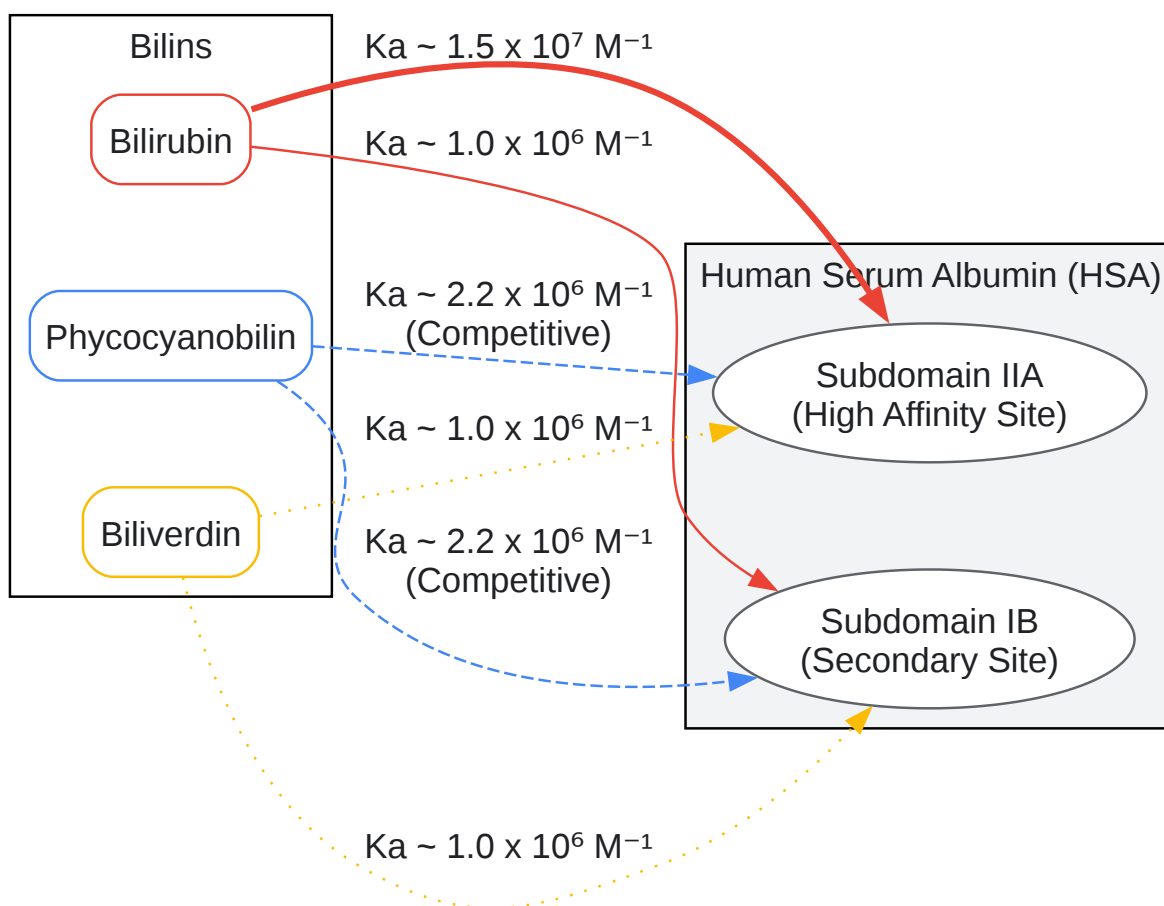 Bilins
Ka ~ 1.5 x 10⁷ M⁻¹
Bilirubin
Ka ~ 1.0 x 10⁶ M⁻¹
Human Serum Albumin (HSA)
Ka ~ 2.2 x 10⁶ M⁻¹
(Competitive)
Phycocyanobilin
Subdomain IIA
(High Affinity Site)
Ka ~ 1.0 x 10⁶ M⁻¹
Biliverdin
Ka ~ 2.2 x 10⁶ M⁻¹
(Competitive)
Subdomain IB
(Secondary Site)
Ka ~ 1.0 x 10⁶ M⁻¹